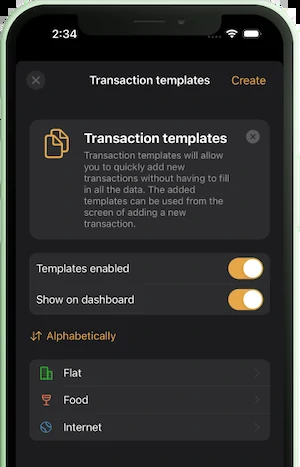 2:34
Transaction templates
Create
Transaction templates
Transaction templates will allow
you to quickly add new
transactions without having to fill
in all the data. The added
templates can be used from the
screen of adding a new
transaction.
Templates enabled
Show on dashboard
Alphabetically
Flat
Food
Internet